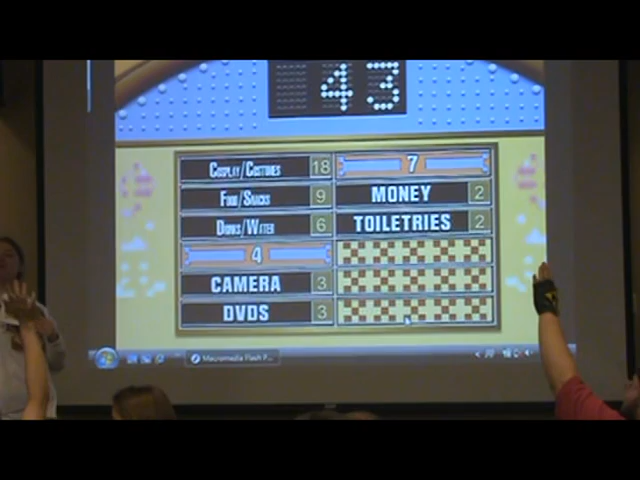 43
COSPLAY/COSTUMES 18
FOOD/SNACKS 9
DRINKS/WATER 6
4
CAMERA 3
DVDS 3
7
MONEY 2
TOILETRIES 2
Macromedia Flash P...